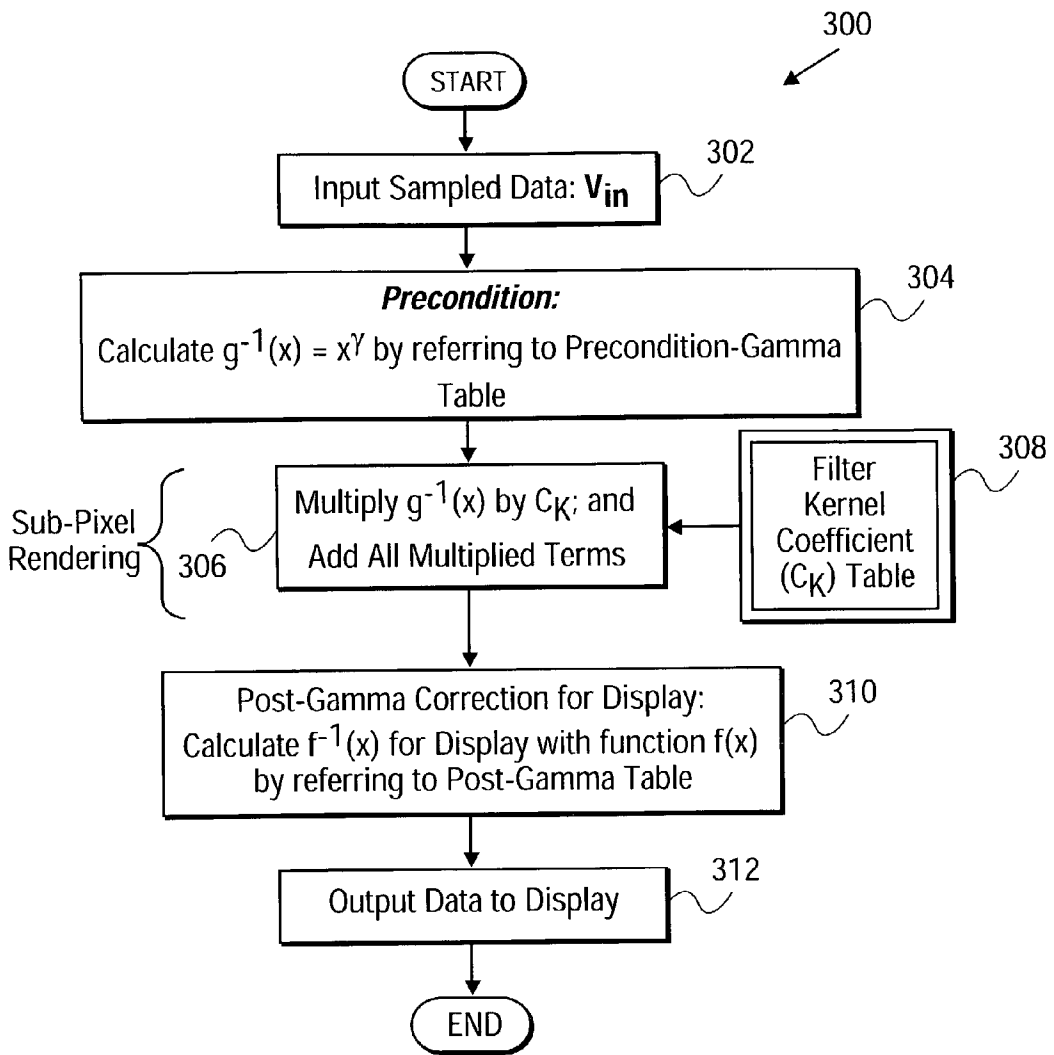 300
START
302
Input Sampled Data: Vin
304
Precondition:
Calculate g-1(x) = xγ by referring to Precondition-Gamma
Table
308
Filter
Kernel
Coefficient
(CK) Table
Sub-Pixel
Rendering
306
Multiply g-1(x) by CK; and
Add All Multiplied Terms
310
Post-Gamma Correction for Display:
Calculate f-1(x) for Display with function f(x)
by referring to Post-Gamma Table
312
Output Data to Display
END